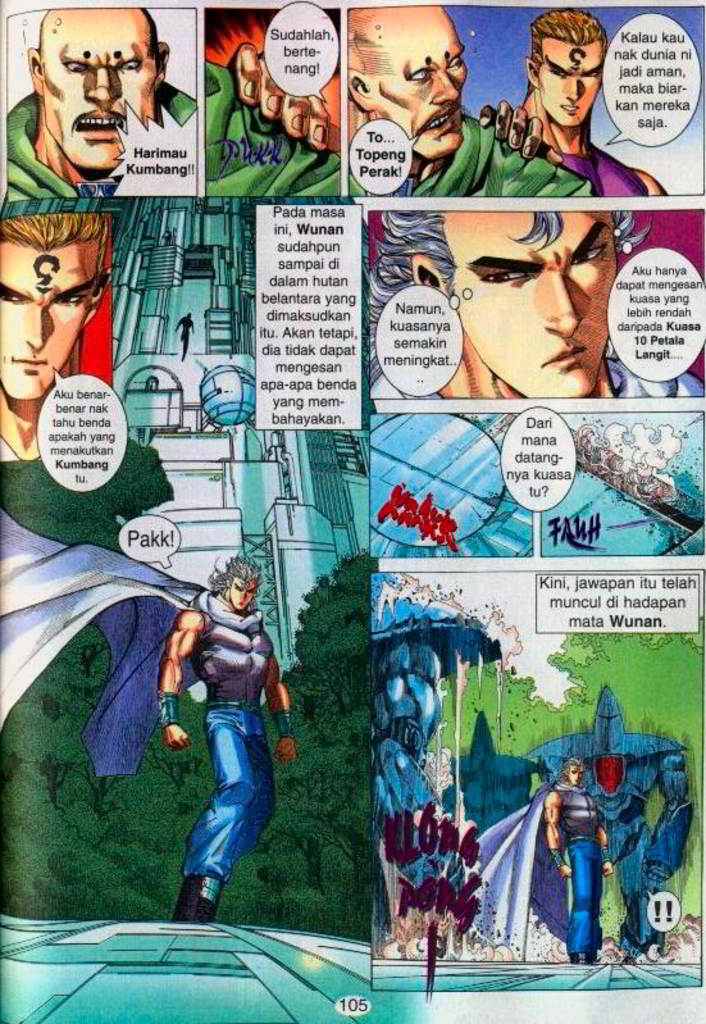 Harimau
Kumbang!!
Sudahlah,
berte-
nang!
To...
Topeng
Perak!
Kalau kau
nak dunia ni
jadi aman,
maka biar-
kan mereka
saja.
Aku benar-
benar nak
tahu benda
apakah yang
menakutkan
Kumbang
tu.
Pada masa
ini, Wunan
sudahpun
sampai di
dalam hutan
belantara yang
dimaksudkan
itu. Akan tetapi,
dia tidak dapat
mengesan
apa-apa benda
yang mem-
bahayakan.
Pakk!
Namun,
kuasanya
semakin
meningkat..
..
Aku hanya
dapat mengesan
kuasa yang
lebih rendah
daripada Kuasa
10 Petala
Langit....
Dari
mana
datang-
nya kuasa
tu?
Kini, jawapan itu telah
muncul di hadapan
mata Wunan.
!!
105